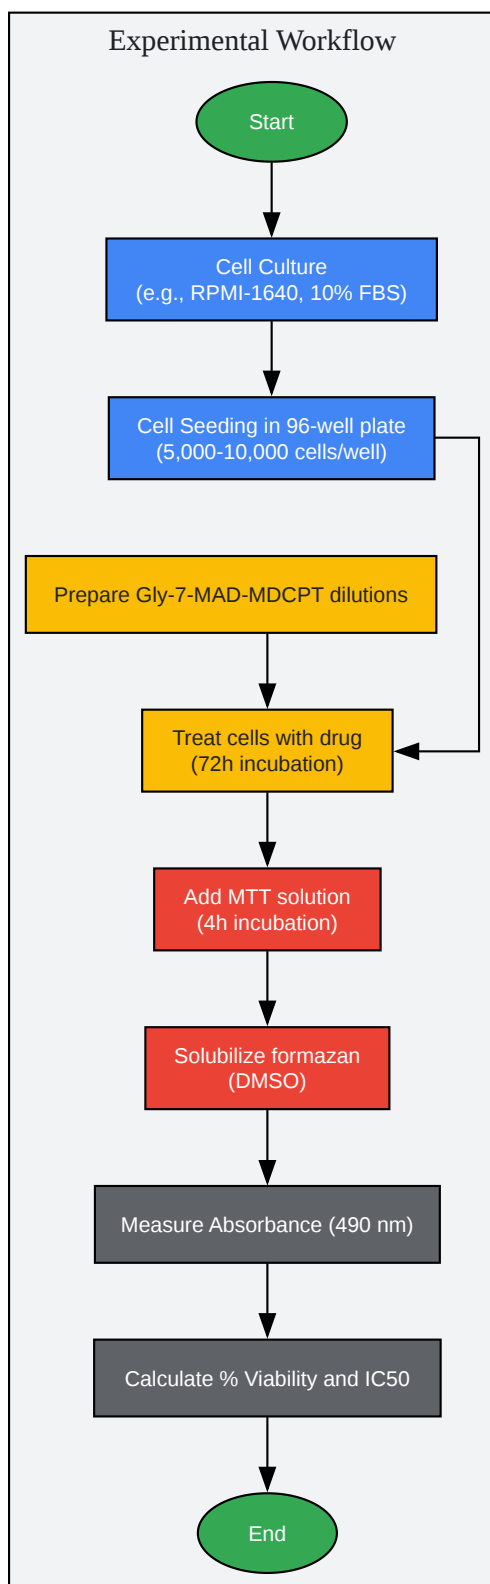 Experimental Workflow
Start
Cell Culture
(e.g., RPMI-1640, 10% FBS)
Cell Seeding in 96-well plate
(5,000-10,000 cells/well)
Prepare Gly-7-MAD-MDCPT dilutions
Treat cells with drug
(72h incubation)
Add MTT solution
(4h incubation)
Solubilize formazan
(DMSO)
Measure Absorbance (490 nm)
Calculate % Viability and IC50
End